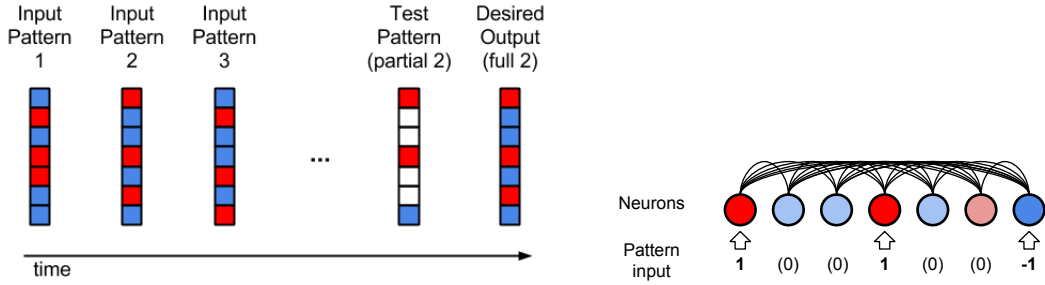 Input
Pattern
1
Input
Pattern
2
Input
Pattern
3
Test
Pattern
(partial 2)
Desired
Output
(full 2)
...
time
Neurons
Pattern
input
1 (0) (0) 1 (0) (0) -1